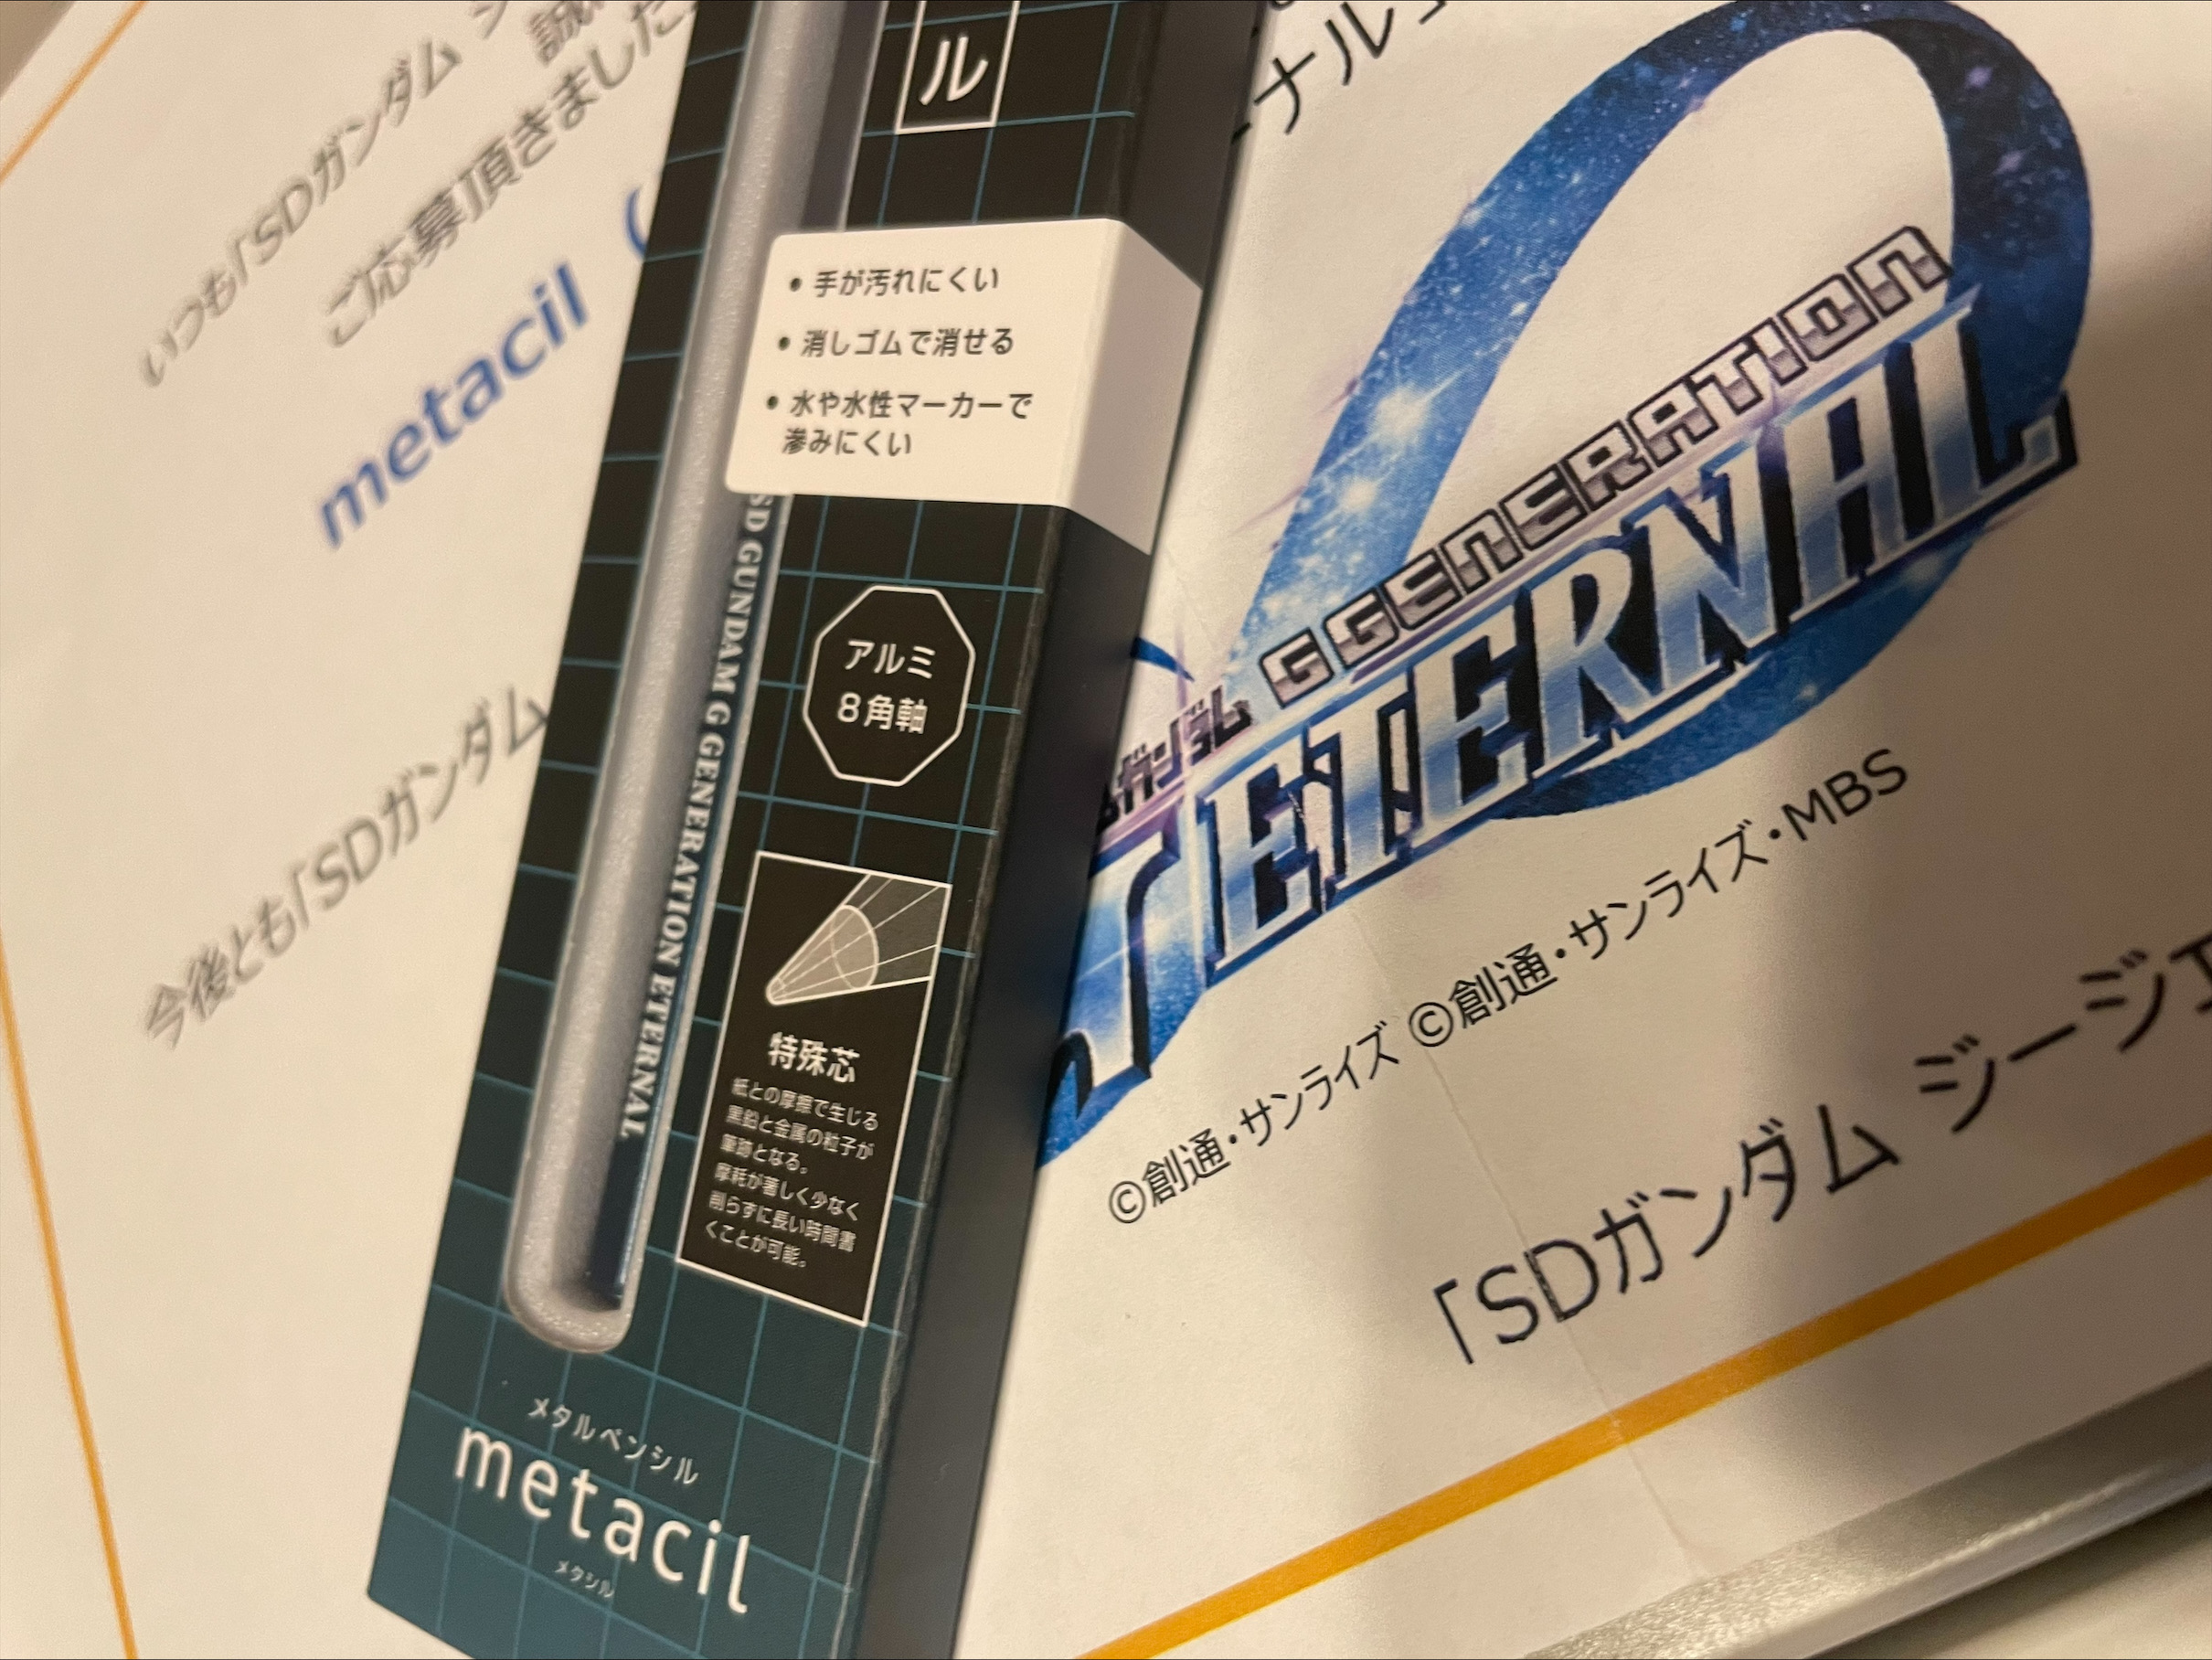 いつも「SDガンダム
ご応募頂きました
metacil
今後とも「SDガンダム
ル
• 手が汚れにくい
• 消しゴムで消せる
• 水や水性マーカーで
滲みにくい
SD GUNDAM G GENERATION ETERNAL
アルミ
8角軸
特殊芯
紙との摩擦で生じる
黒鉛と金属の粒子が
筆跡となる。
摩耗が著しく少なく
削らずに長い時間書
くことが可能。
メタルペンシル
metacil
メタシル
ーナル
ガンダム
G GENERATION
ETERNAL
©創通・サンライズ ©創通・サンライズ・MBS
「SDガンダム ジージェ